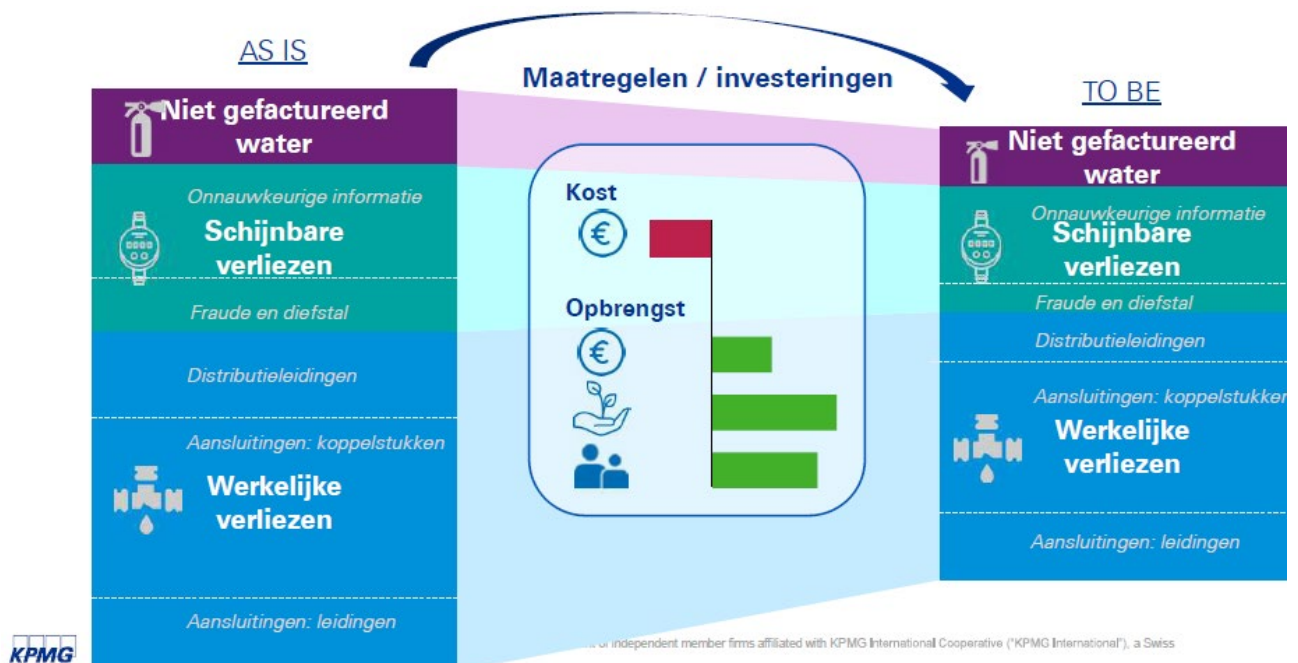 AS IS
Maatregelen / investeringen
TO BE
Niet gefactureerd
water
Onnauwkeurige informatie
Schijnbare
verliezen
Fraude en diefstal
Distributieleidingen
Aansluitingen: koppelstukken
Werkelijke
verliezen
Aansluitingen: leidingen
Kost
€
Opbrengst
€
Niet gefactureerd
water
Onnauwkeurige informatie
Schijnbare
verliezen
Fraude en diefstal
Distributieleidingen
Aansluitingen: koppelstukken
Werkelijke
verliezen
Aansluitingen: leidingen
KPMG
of independent member firms affiliated with KPMG International Cooperative ("KPMG International"), a Swiss